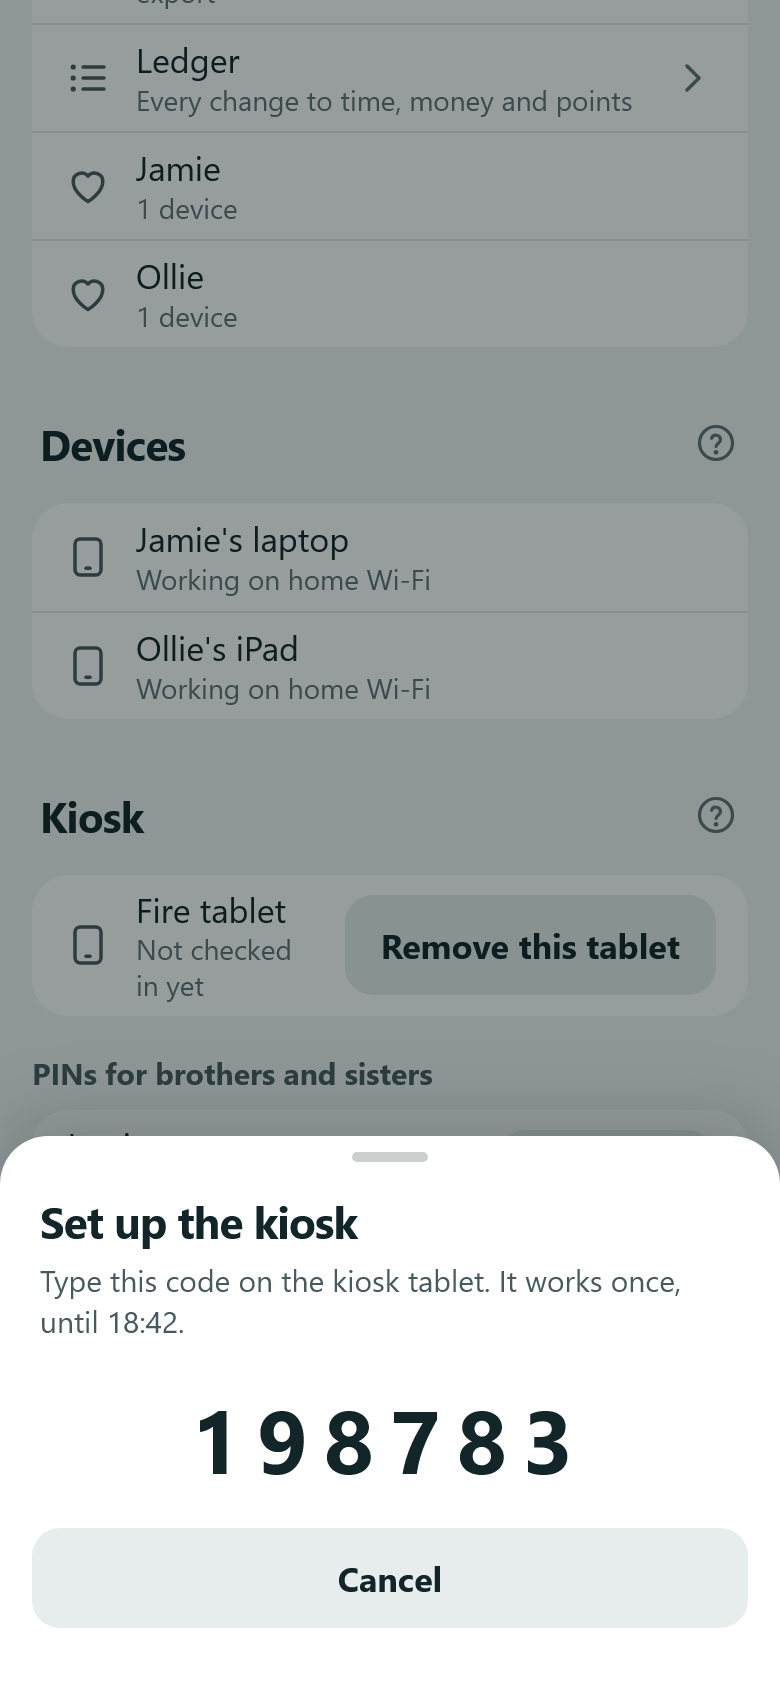 Ledger
Every change to time, money and points
Jamie
1 device
Ollie
1 device
Devices
Jamie's laptop
Working on home Wi-Fi
Ollie's iPad
Working on home Wi-Fi
Kiosk
Fire tablet
Not checked
in yet
Remove this tablet
PINs for brothers and sisters
Set up the kiosk
Type this code on the kiosk tablet. It works once,
until 18:42.
198783
Cancel